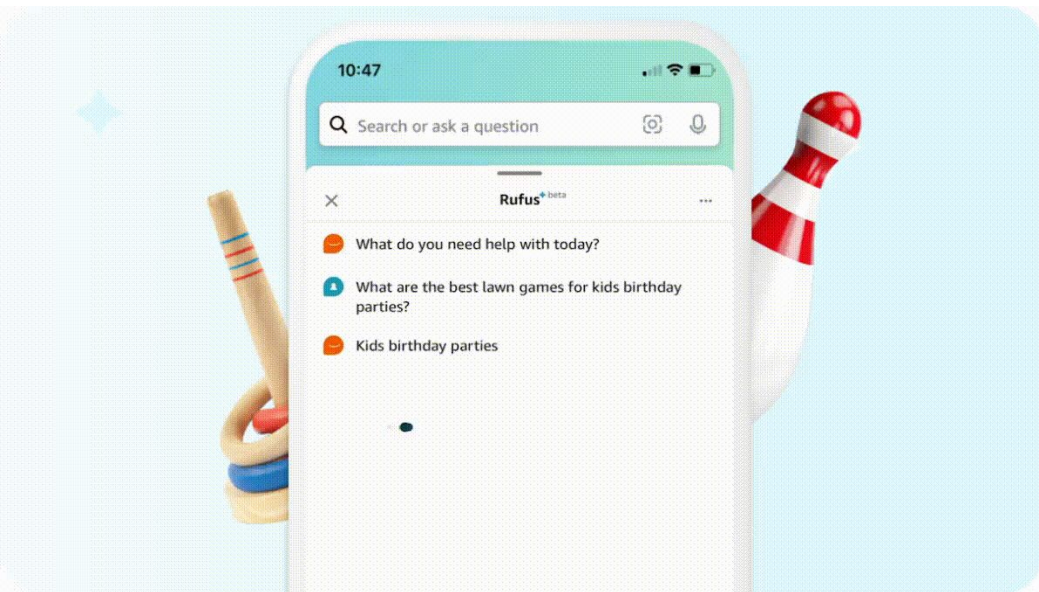 10:47
Search or ask a question
Rufus beta
What do you need help with today?
What are the best lawn games for kids birthday
parties?
Kids birthday parties